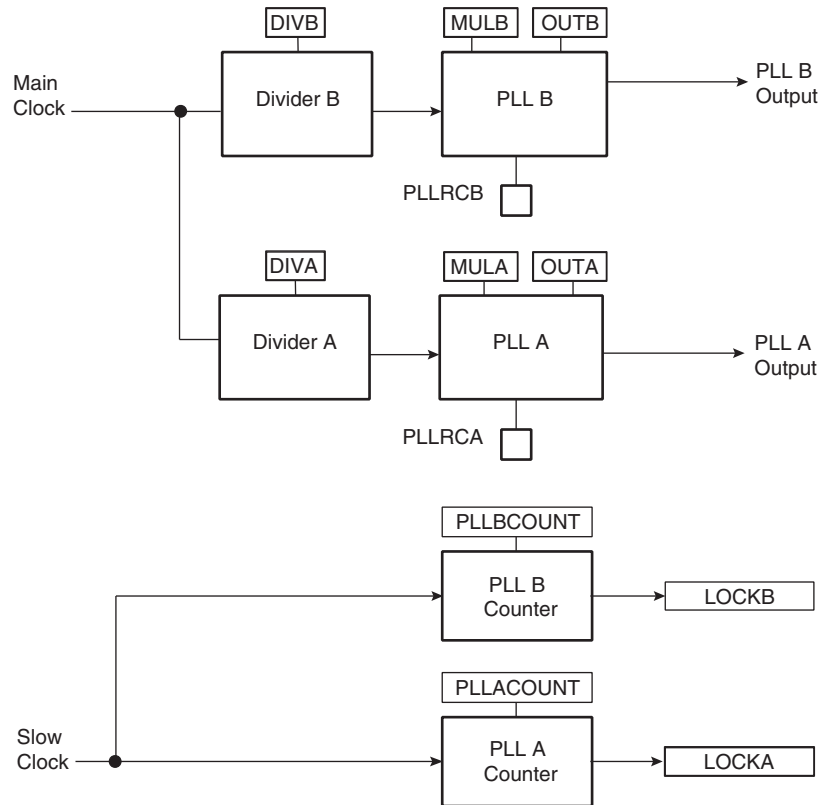 DIVB
MULB
OUTB
Main
Clock
Divider B
PLL B
PLL B
Output
PLLRCB
DIVA
MULA
OUTA
Divider A
PLL A
PLL A
Output
PLLRCA
PLLBCOUNT
PLL B
Counter
LOCKB
PLLACOUNT
Slow
Clock
PLL A
Counter
LOCKA